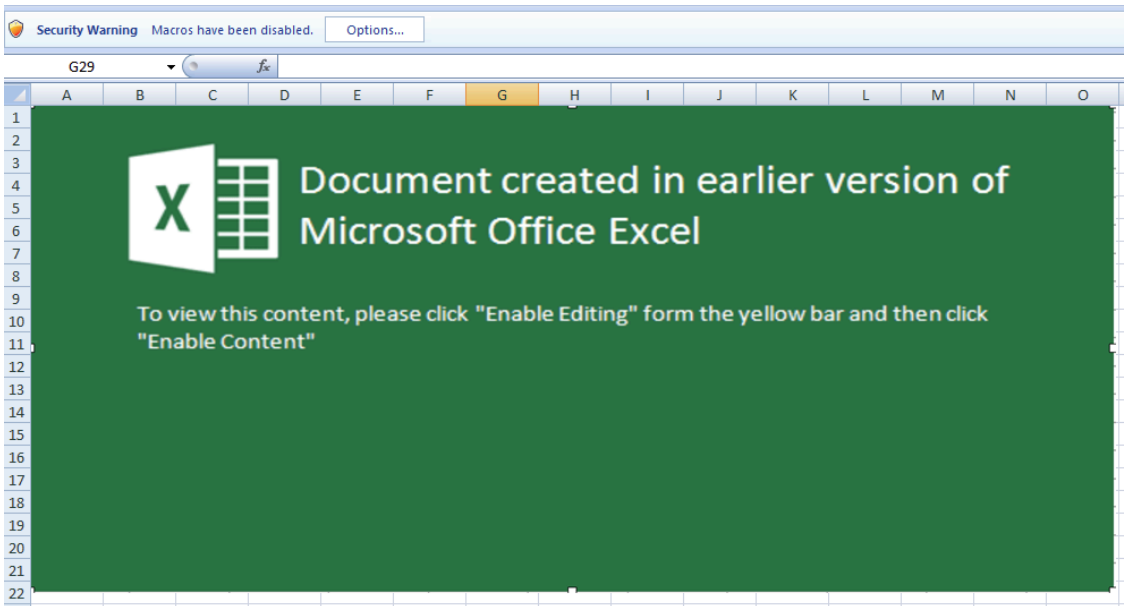 Security Warning Macros have been disabled. Options...
G29 fx
A B C D E F G H I J K L M N O
1
2
3
4
5
6
7
8
9
10
11
12
13
14
15
16
17
18
19
20
21
22
X
Document created in earlier version of
Microsoft Office Excel
To view this content, please click "Enable Editing" form the yellow bar and then click
"Enable Content"